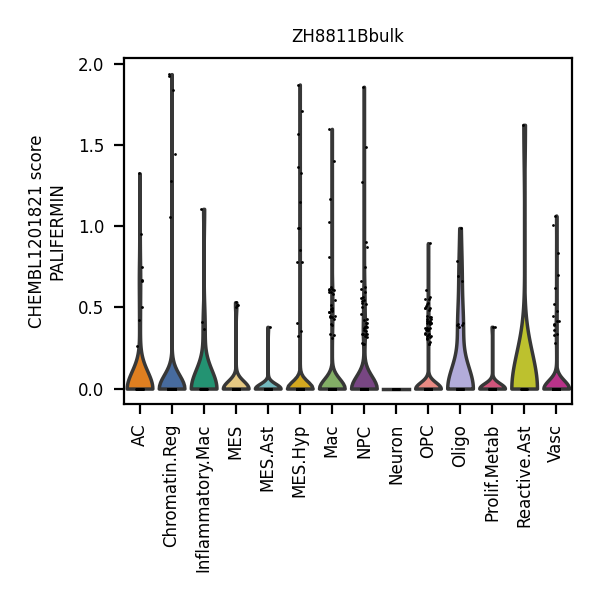 ZH8811Bbulk
CHEMBL1201821 score
PALIFERMIN
2.0
1.5
1.0
0.5
0.0
AC
Chromatin.Reg
Inflammatory.Mac
MES
MES.Ast
MES.Hyp
Mac
NPC
Neuron
OPC
Oligo
Prolif.Metab
Reactive.Ast
Vasc